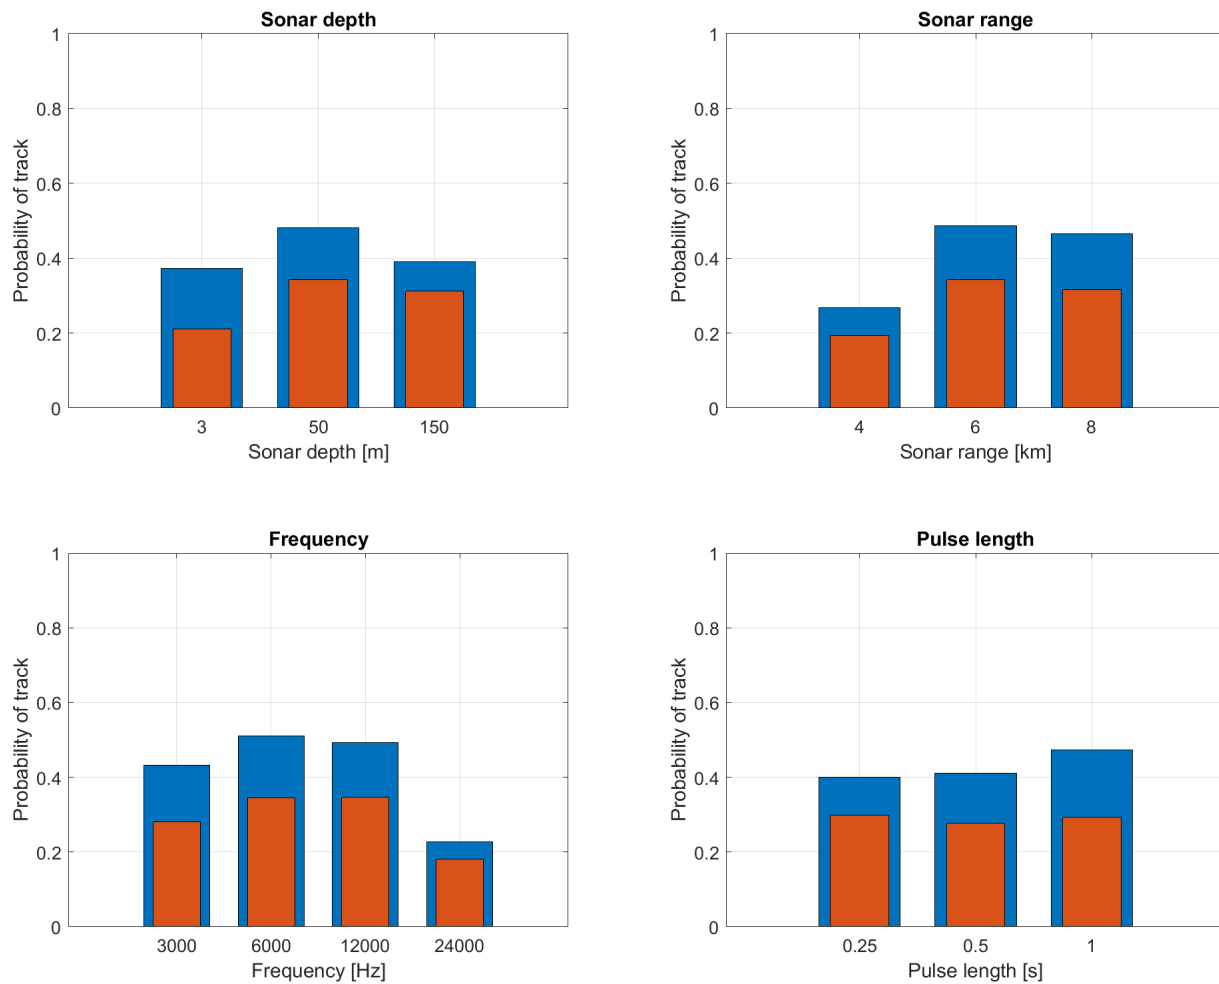 Sonar depth
1
0.8
0.6
0.4
0.2
0
Probability of track
3 50 150
Sonar depth [m]
Sonar range
1
0.8
0.6
0.4
0.2
0
Probability of track
4 6 8
Sonar range [km]
Frequency
1
0.8
0.6
0.4
0.2
0
Probability of track
3000 6000 12000 24000
Frequency [Hz]
Pulse length
1
0.8
0.6
0.4
0.2
0
Probability of track
0.25 0.5 1
Pulse length [s]